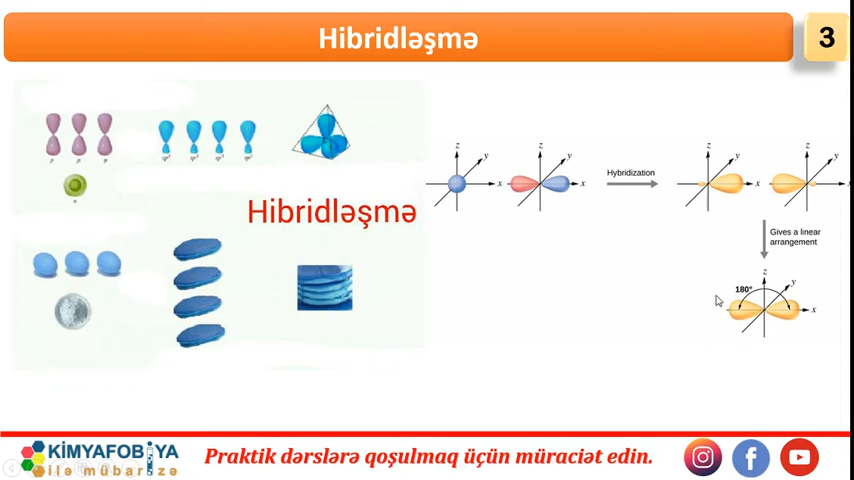 Hibridləşmə
3
p p p
s
sp³ sp³ sp³ sp³
Hibridləşmə
z y x
z y x
Hybridization
z y x
z y x
Gives a linear
arrangement
180°
z y x
KİMYAFOBİYA
ilə mübarizə
Praktik dərslərə qoşulmaq üçün müraciət edin.